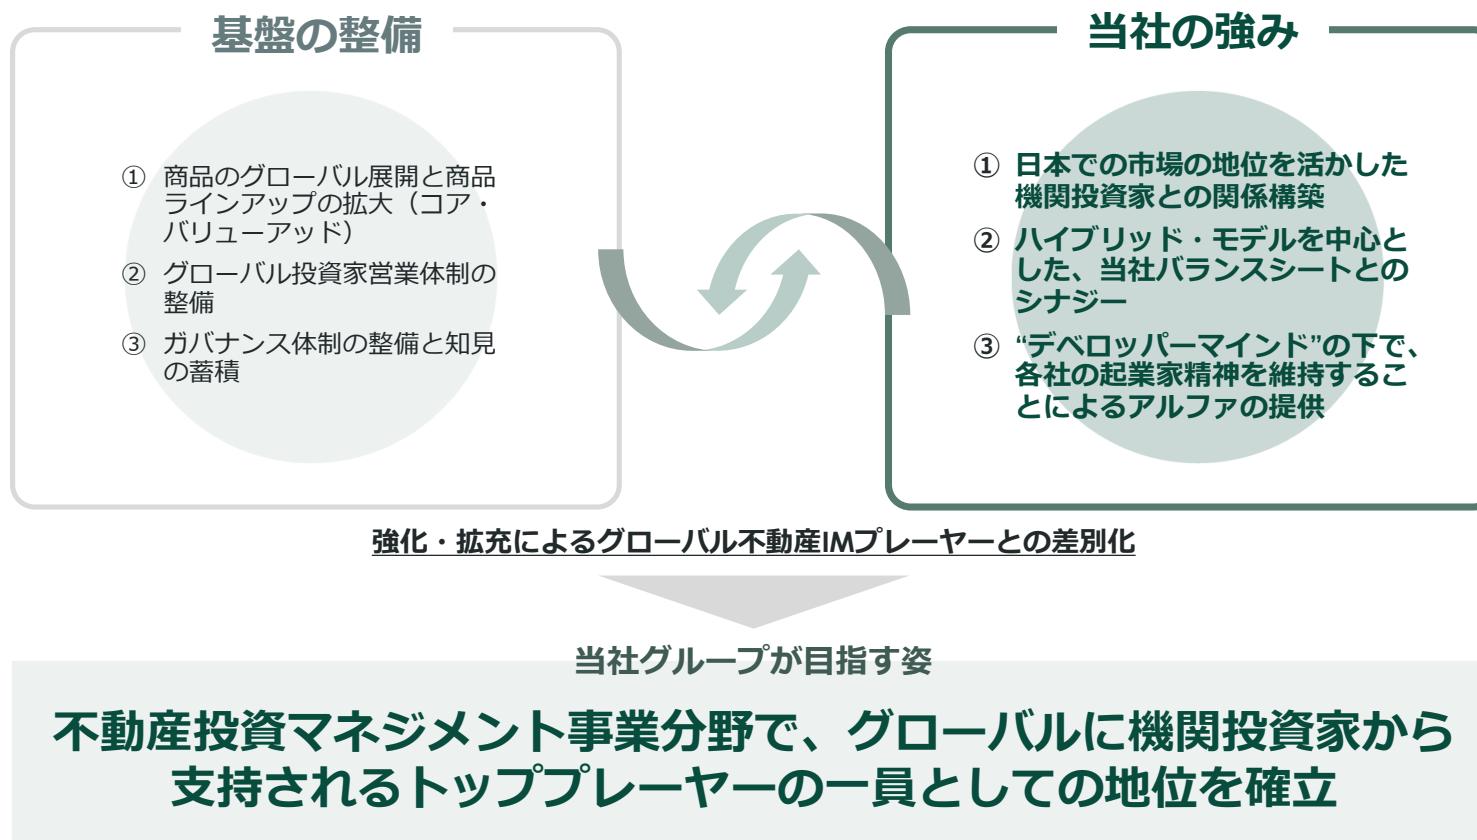 基盤の整備
① 商品のグローバル展開と商品
ラインアップの拡大（コア・
バリューアッド）
② グローバル投資家営業体制の
整備
③ ガバナンス体制の整備と知見
の蓄積
当社の強み
① 日本での市場の地位を活かした
機関投資家との関係構築
② ハイブリッド・モデルを中心と
した、当社バランスシートとの
シナジー
③ “デベロッパーマインド”の下で、
各社の起業家精神を維持するこ
とによるアルファの提供
強化・拡充によるグローバル不動産IMプレーヤーとの差別化
当社グループが目指す姿
不動産投資マネジメント事業分野で、グローバルに機関投資家から
支持されるトッププレーヤーの一員としての地位を確立